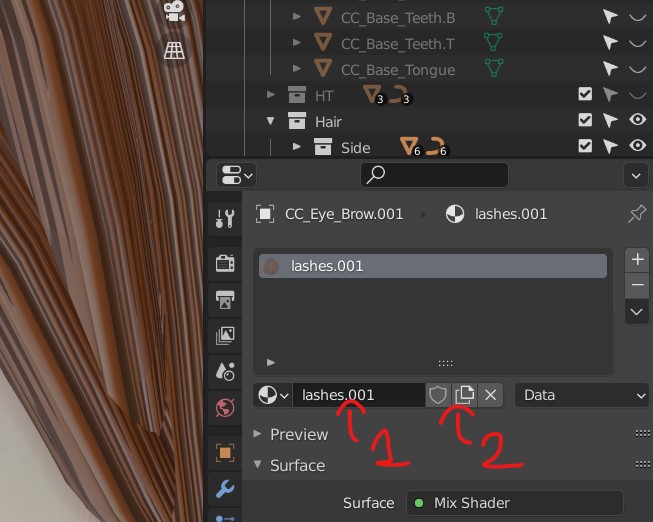 CC_Base_Teeth.B
CC_Base_Teeth.T
CC_Base_Tongue
HT 3 3
Hair
Side 6 6
CC_Eye_Brow.001 lashes.001
lashes.001
lashes.001 Data
1 2
Preview
Surface
Surface Mix Shader